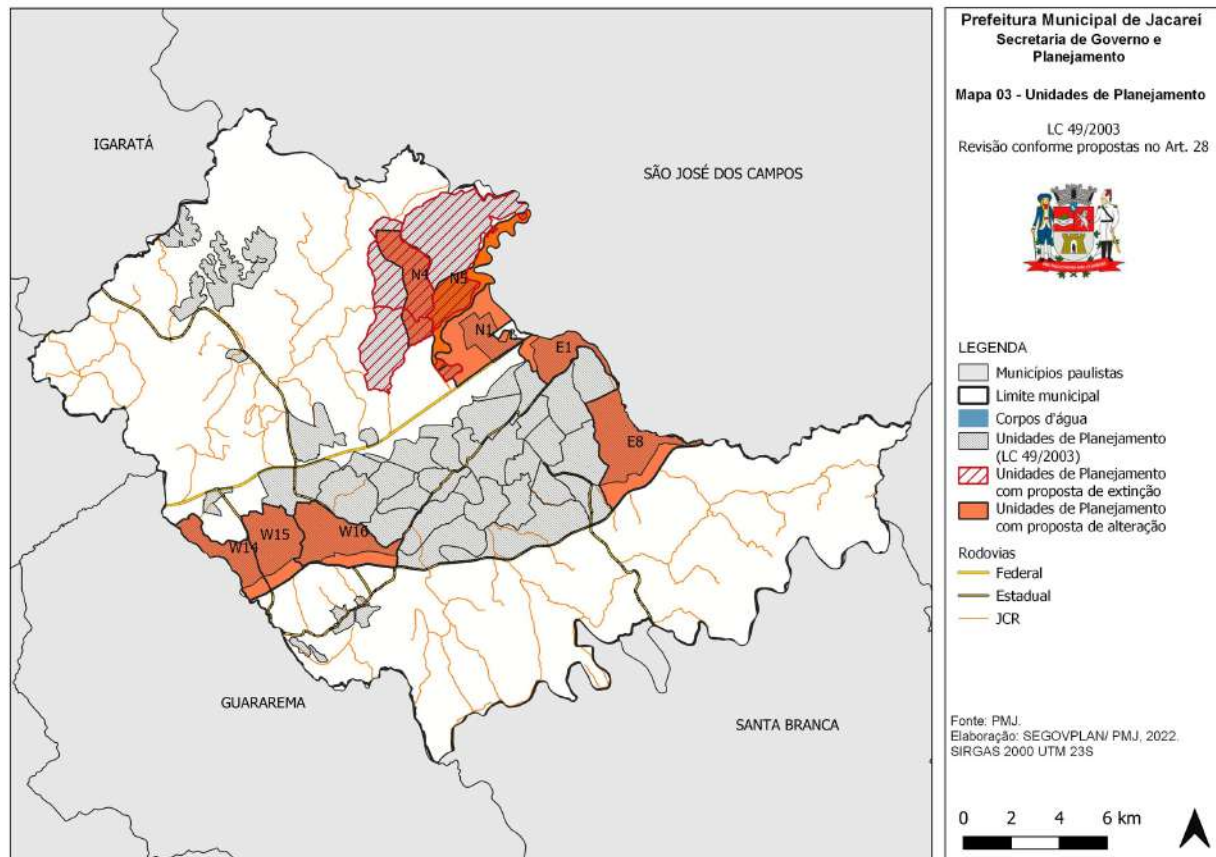 IGARATÁ
SÃO JOSÉ DOS CAMPOS
N4
N5
N1
E1
E8
W14
W15
W16
GUARAREMA
SANTA BRANCA
Prefeitura Municipal de Jacareí
Secretaria de Governo e
Planejamento
Mapa 03 - Unidades de Planejamento
LC 49/2003
Revisão conforme propostas no Art. 28
LEGENDA
Municípios paulistas
Limite municipal
Corpos d'água
Unidades de Planejamento
(LC 49/2003)
Unidades de Planejamento
com proposta de extinção
Unidades de Planejamento
com proposta de alteração
Rodovias
Federal
Estadual
JCR
Fonte: PMJ.
Elaboração: SEGOVPLAN/ PMJ, 2022.
SIRGAS 2000 UTM 23S
0 2 4 6 km